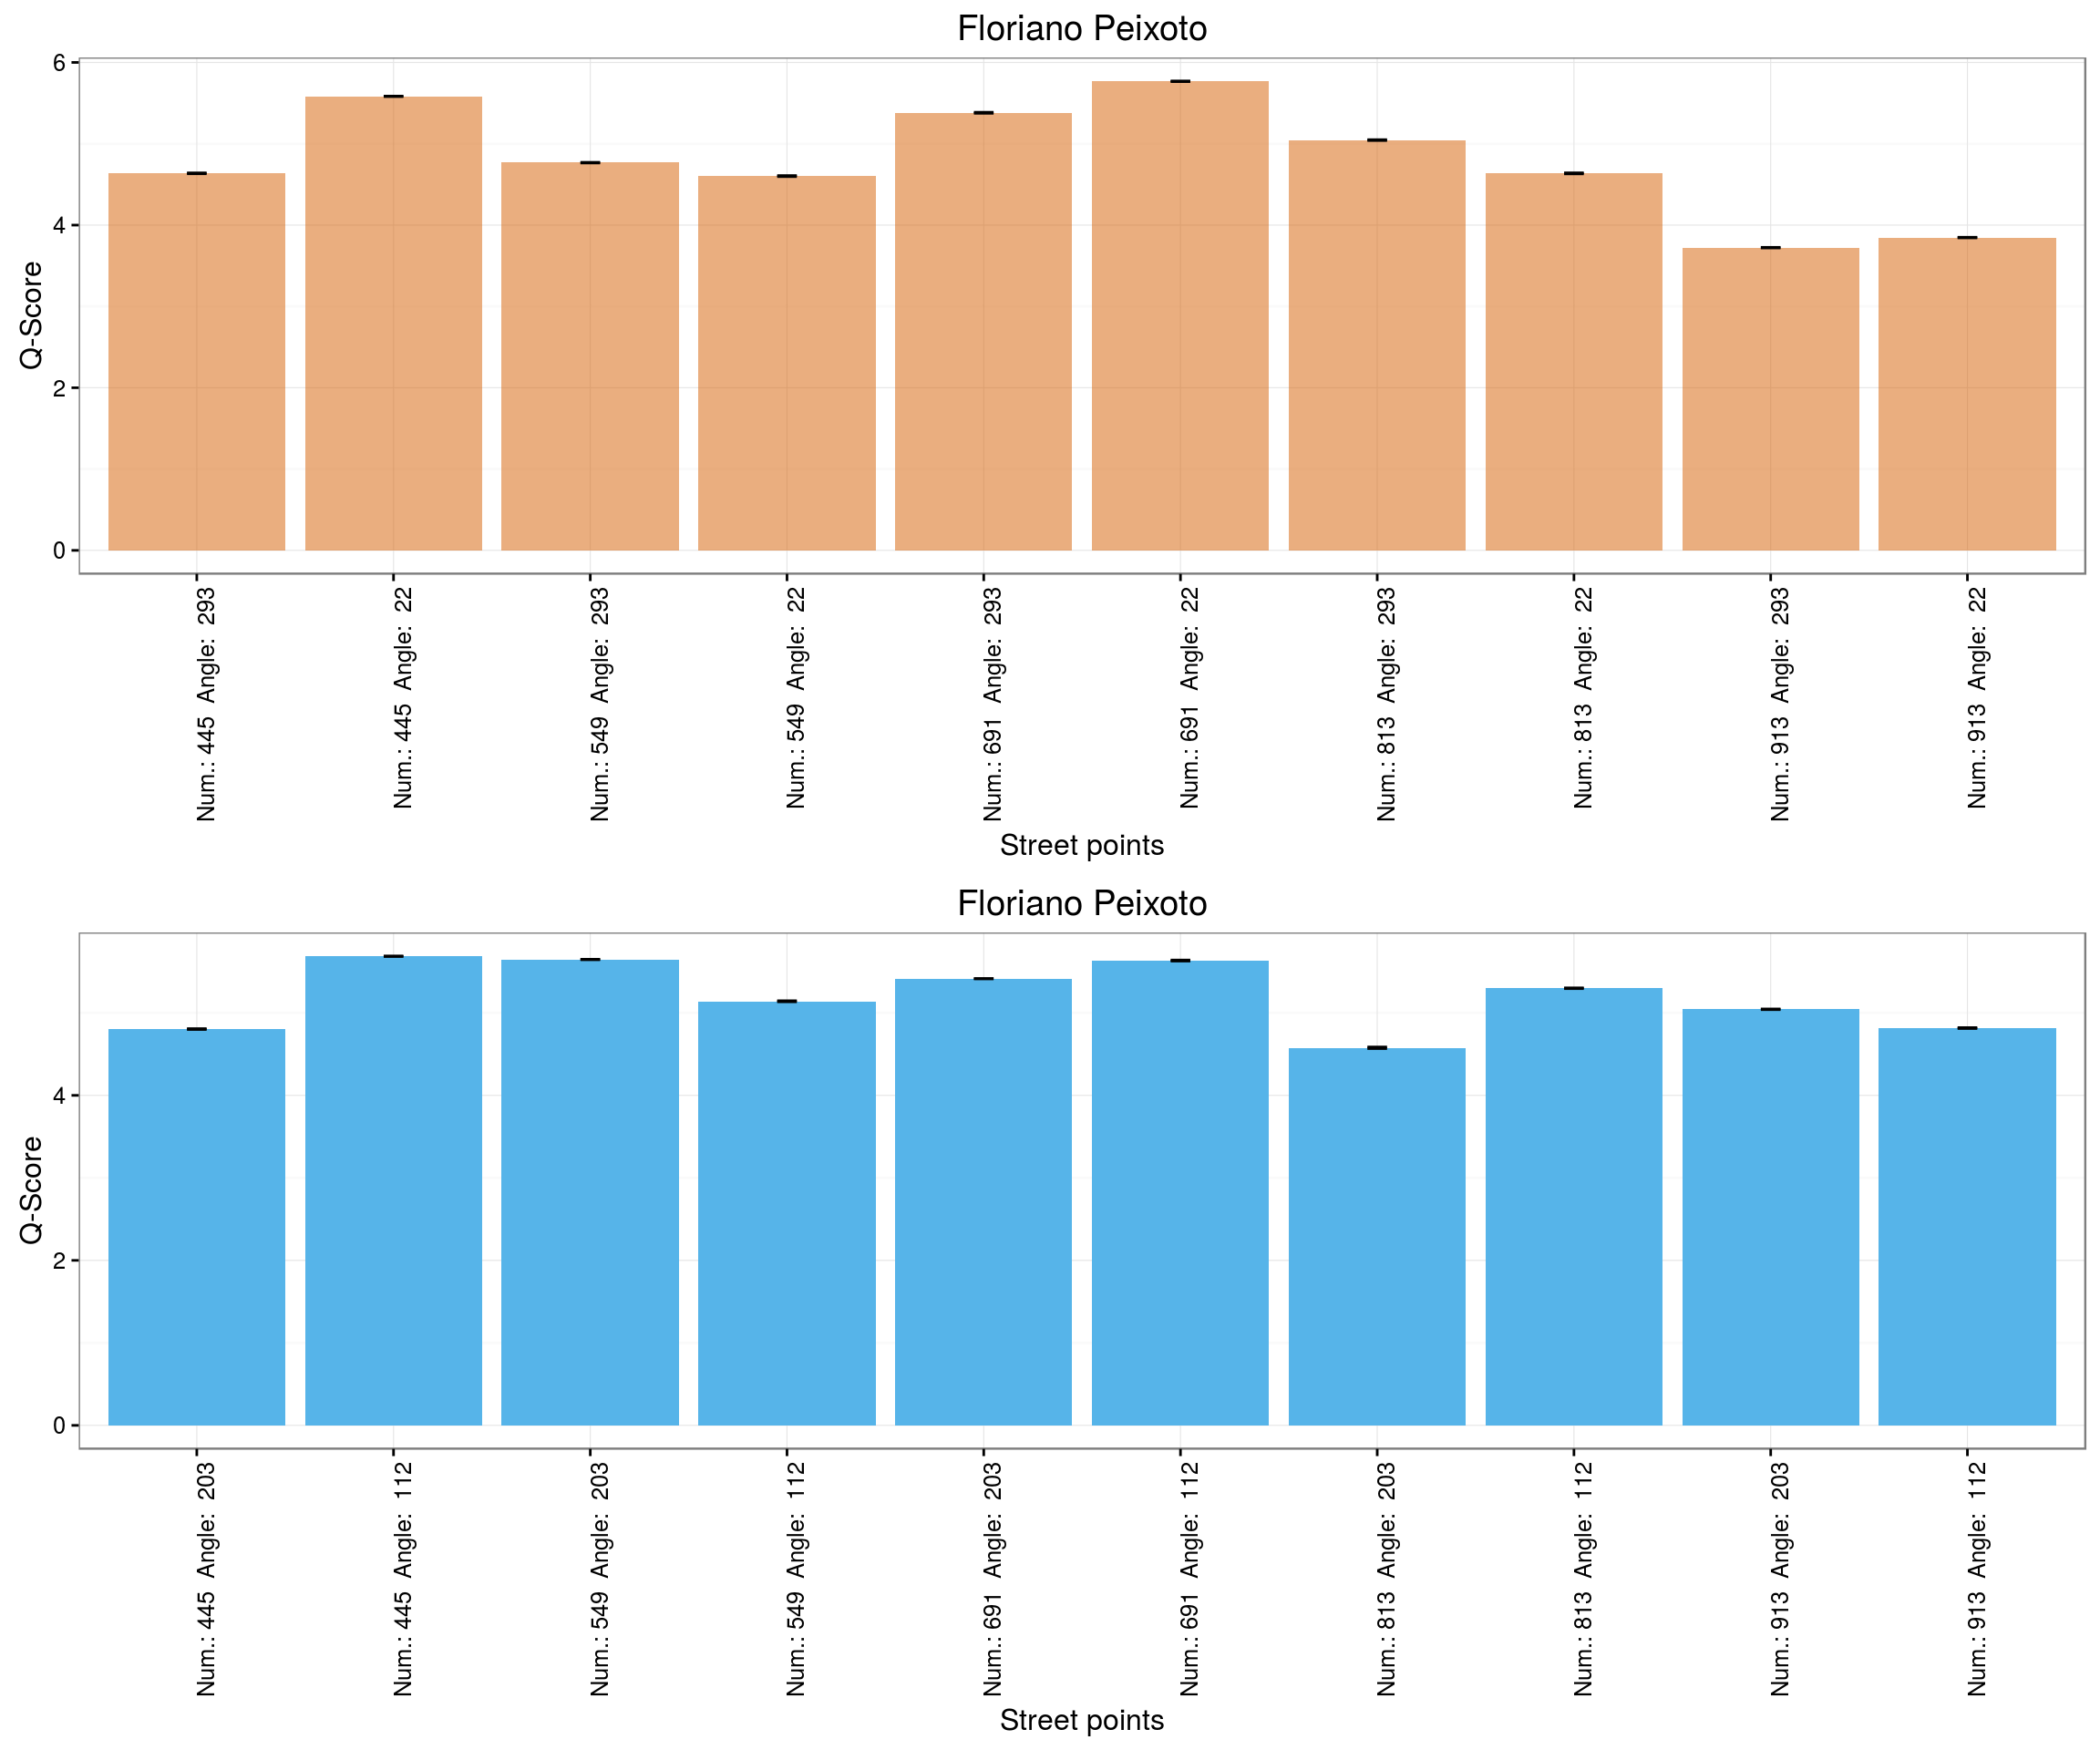 Floriano Peixoto
Q-Score
6
4
2
0
Num.: 445 Angle: 293
Num.: 445 Angle: 22
Num.: 549 Angle: 293
Num.: 549 Angle: 22
Num.: 691 Angle: 293
Num.: 691 Angle: 22
Num.: 813 Angle: 293
Num.: 813 Angle: 22
Num.: 913 Angle: 293
Num.: 913 Angle: 22
Street points
Floriano Peixoto
Q-Score
4
2
0
Num.: 445 Angle: 203
Num.: 445 Angle: 112
Num.: 549 Angle: 203
Num.: 549 Angle: 112
Num.: 691 Angle: 203
Num.: 691 Angle: 112
Num.: 813 Angle: 203
Num.: 813 Angle: 112
Num.: 913 Angle: 203
Num.: 913 Angle: 112
Street points